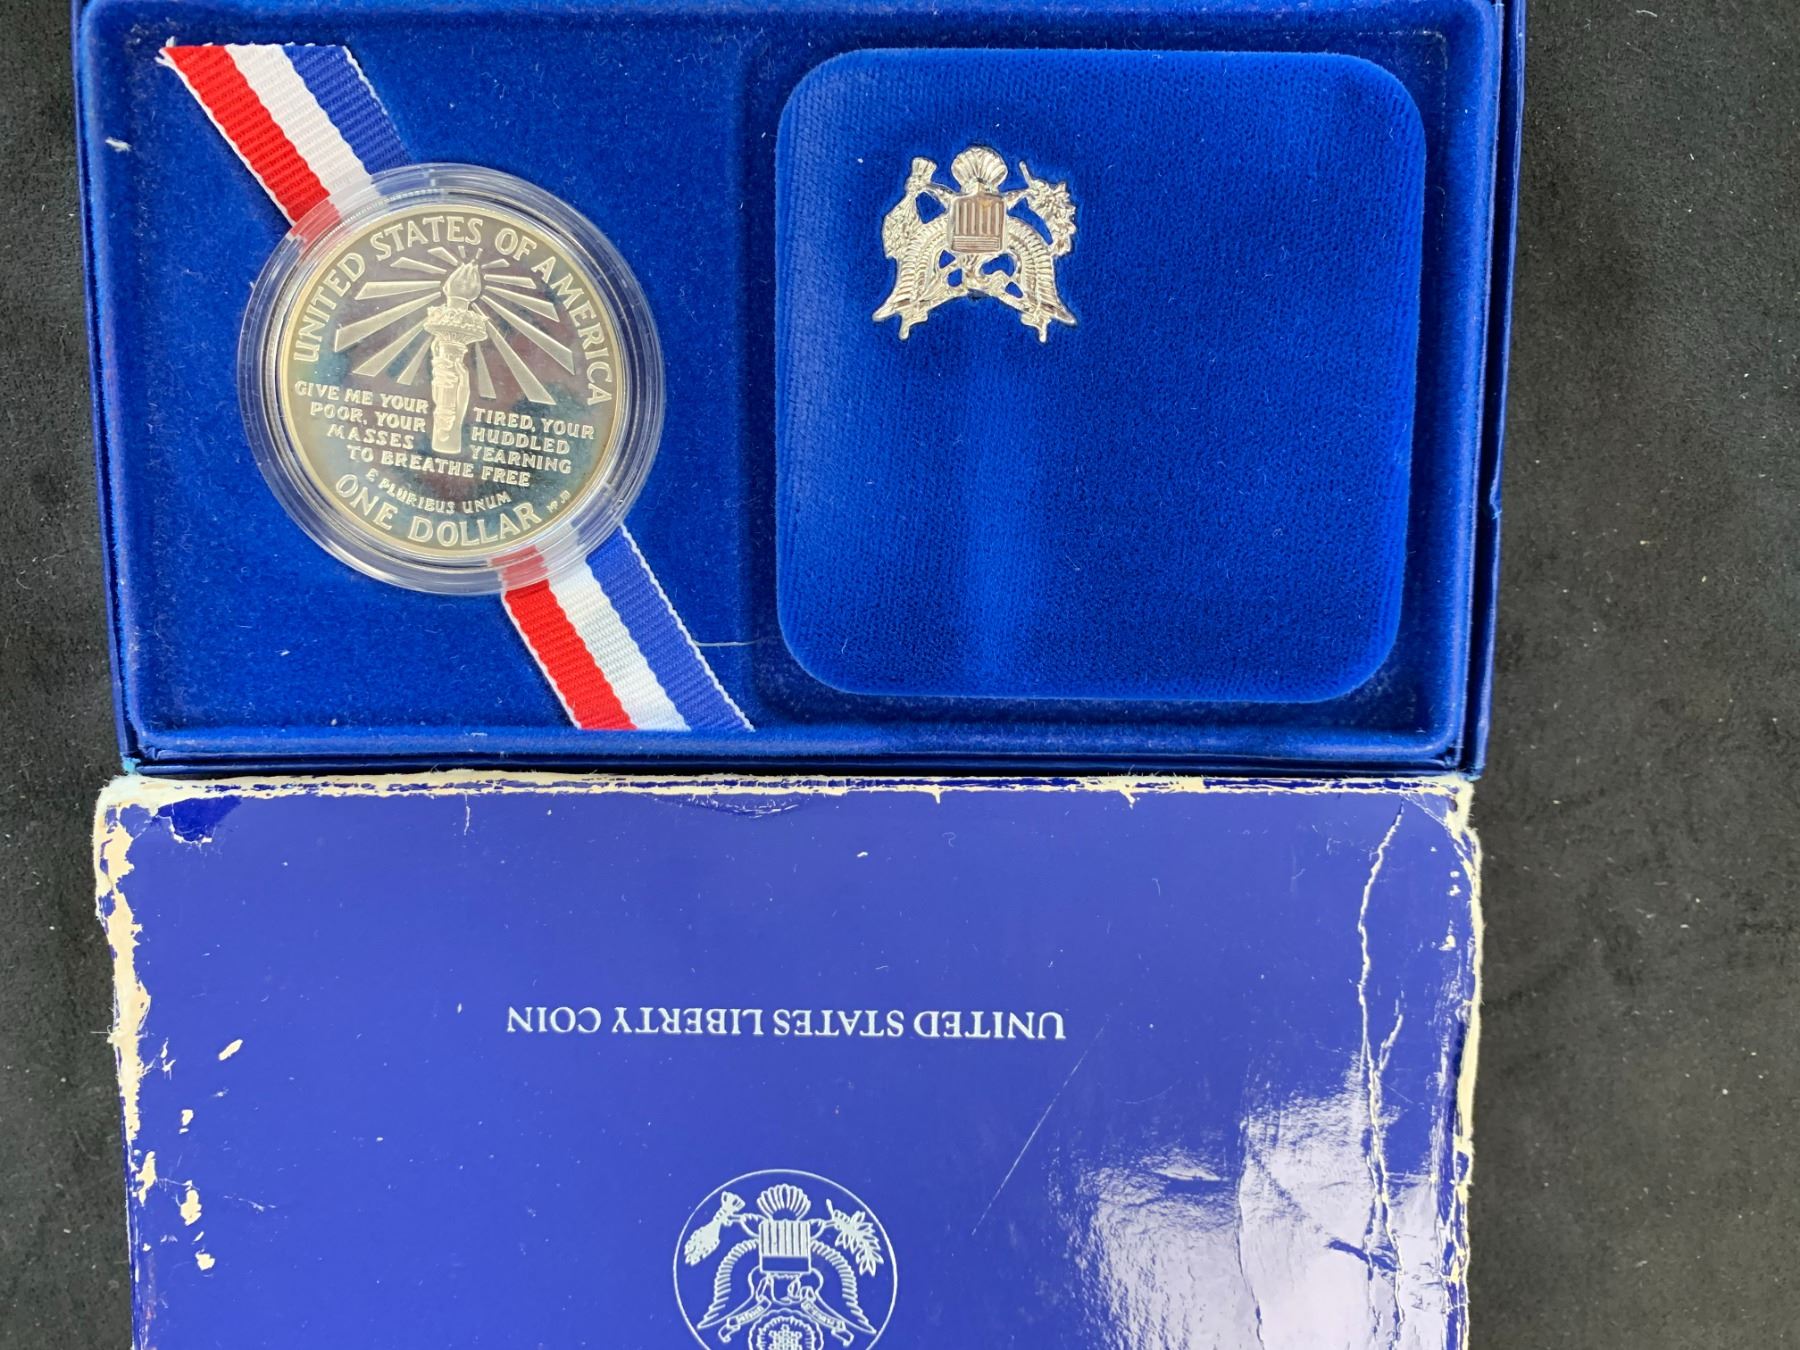 UNITED STATES OF AMERICA
GIVE ME YOUR TIRED, YOUR
POOR, YOUR HUDDLED
MASSES YEARNING
TO BREATHE FREE
E PLURIBUS UNUM
ONE DOLLAR
UNITED STATES LIBERTY COIN